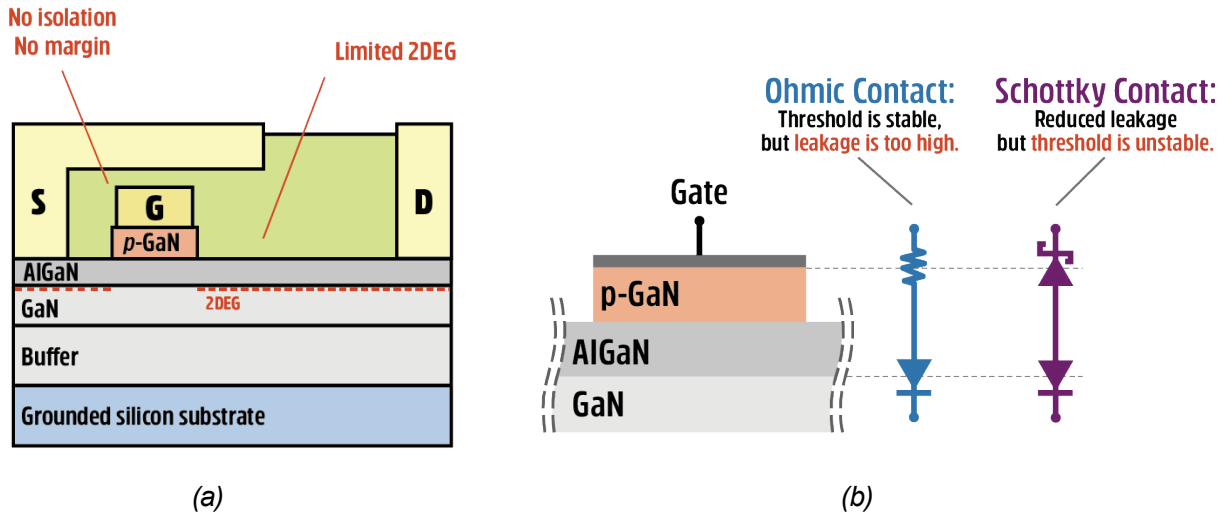 No isolation
No margin
Limited 2DEG
S
G
D
p-GaN
AlGaN
2DEG
GaN
Buffer
Grounded silicon substrate
(a)
Ohmic Contact:
Threshold is stable,
but leakage is too high.
Schottky Contact:
Reduced leakage
but threshold is unstable.
Gate
p-GaN
AlGaN
GaN
(b)